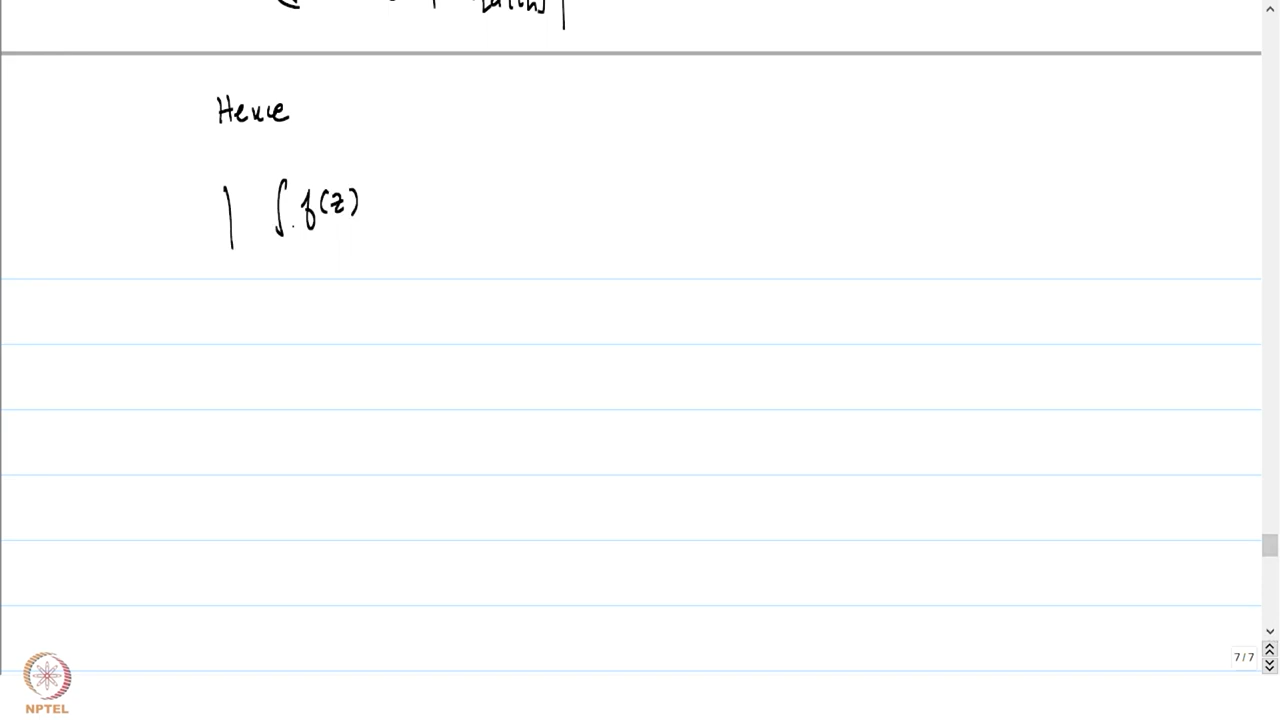 Hence
| ∫ f(z)
7/7
NPTEL